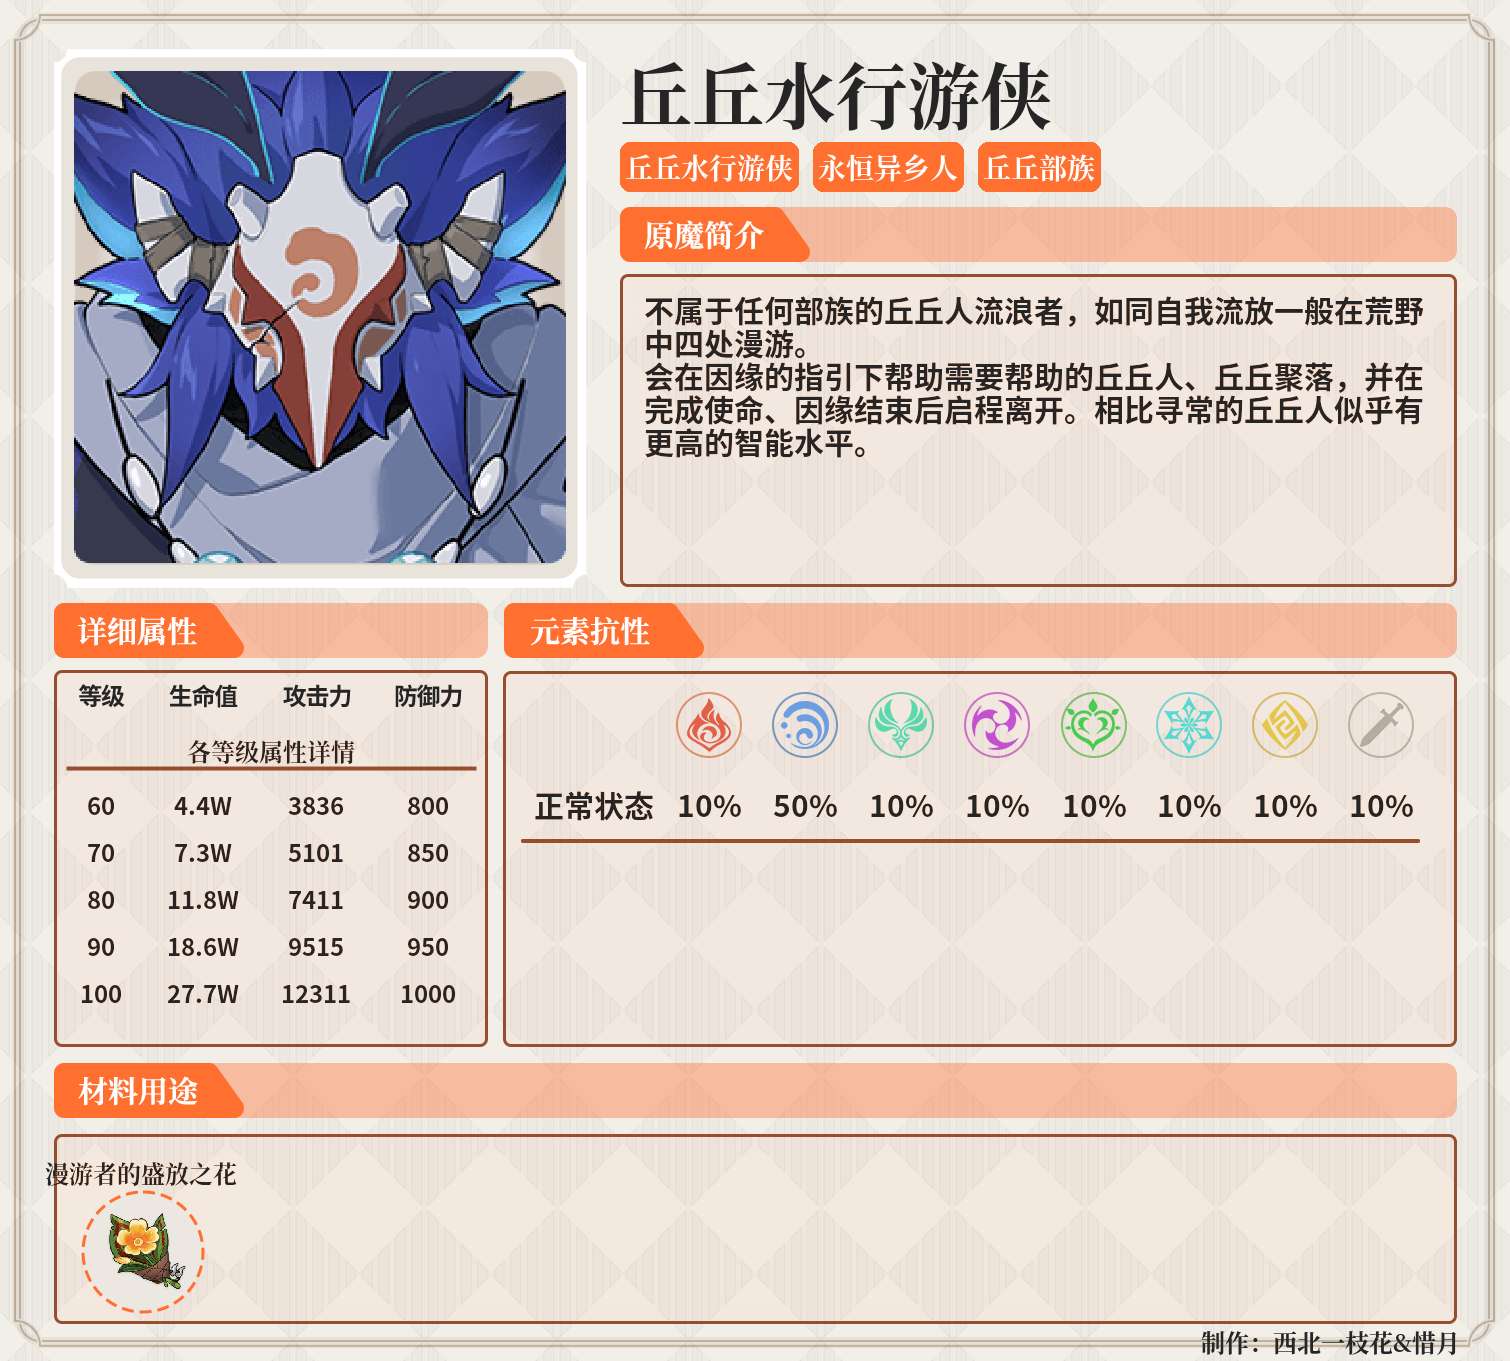 丘丘水行游侠
丘丘水行游侠 永恒异乡人 丘丘部族
原魔简介
不属于任何部族的丘丘人流浪者，如同自我流放一般在荒野
中四处漫游。
会在因缘的指引下帮助需要帮助的丘丘人、丘丘聚落，并在
完成使命、因缘结束后启程离开。相比寻常的丘丘人似乎有
更高的智能水平。
详细属性
等级 生命值 攻击力 防御力
各等级属性详情
60 4.4W 3836 800
70 7.3W 5101 850
80 11.8W 7411 900
90 18.6W 9515 950
100 27.7W 12311 1000
元素抗性
正常状态 10% 50% 10% 10% 10% 10% 10% 10%
材料用途
漫游者的盛放之花
制作：西北一枝花&惜月